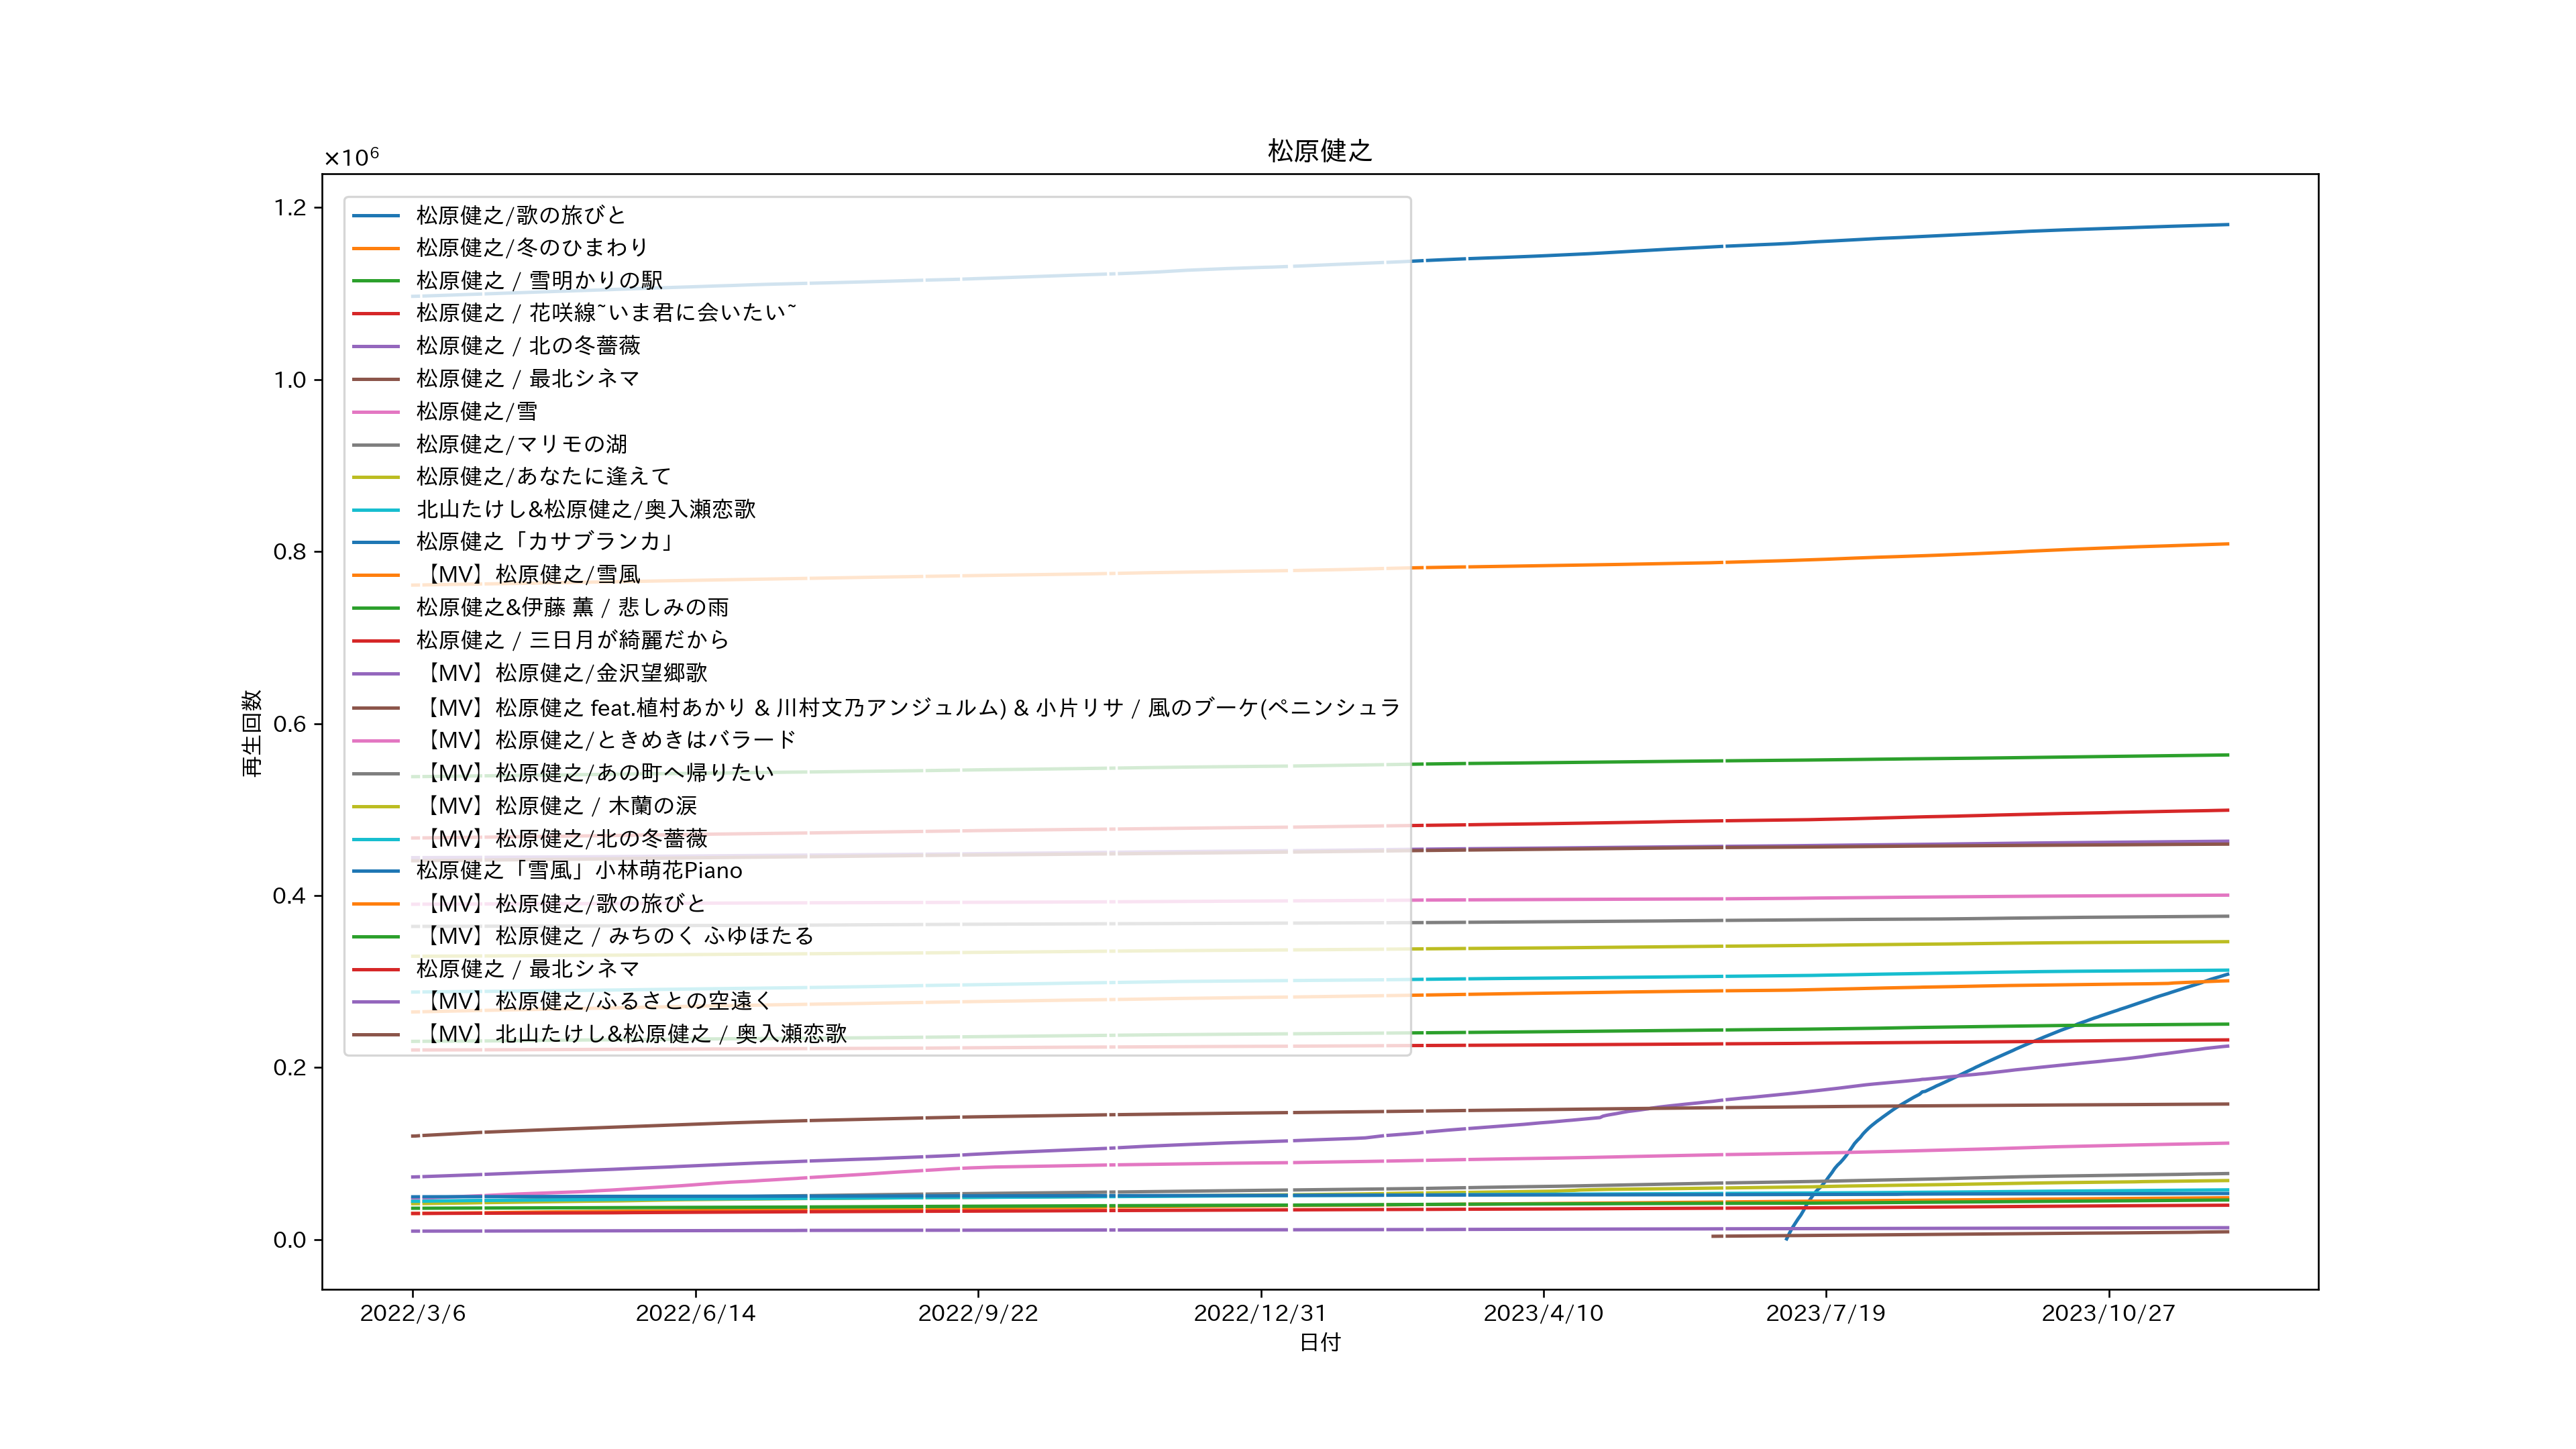 松原健之
×10⁶
1.2
1.0
0.8
0.6
0.4
0.2
0.0
再生回数
松原健之/歌の旅びと
松原健之/冬のひまわり
松原健之 / 雪明かりの駅
松原健之 / 花咲線~いま君に会いたい~
松原健之 / 北の冬薔薇
松原健之 / 最北シネマ
松原健之/雪
松原健之/マリモの湖
松原健之/あなたに逢えて
北山たけし&松原健之/奥入瀬恋歌
松原健之「カサブランカ」
【MV】松原健之/雪風
松原健之&伊藤 薫 / 悲しみの雨
松原健之 / 三日月が綺麗だから
【MV】松原健之/金沢望郷歌
【MV】松原健之 feat.植村あかり & 川村文乃アンジュルム) & 小片リサ / 風のブーケ(ペニンシュラ
【MV】松原健之/ときめきはバラード
【MV】松原健之/あの町へ帰りたい
【MV】松原健之 / 木蘭の涙
【MV】松原健之/北の冬薔薇
松原健之「雪風」小林萌花Piano
【MV】松原健之/歌の旅びと
【MV】松原健之 / みちのく ふゆほたる
松原健之 / 最北シネマ
【MV】松原健之/ふるさとの空遠く
【MV】北山たけし&松原健之 / 奥入瀬恋歌
2022/3/6
2022/6/14
2022/9/22
2022/12/31
2023/4/10
2023/7/19
2023/10/27
日付